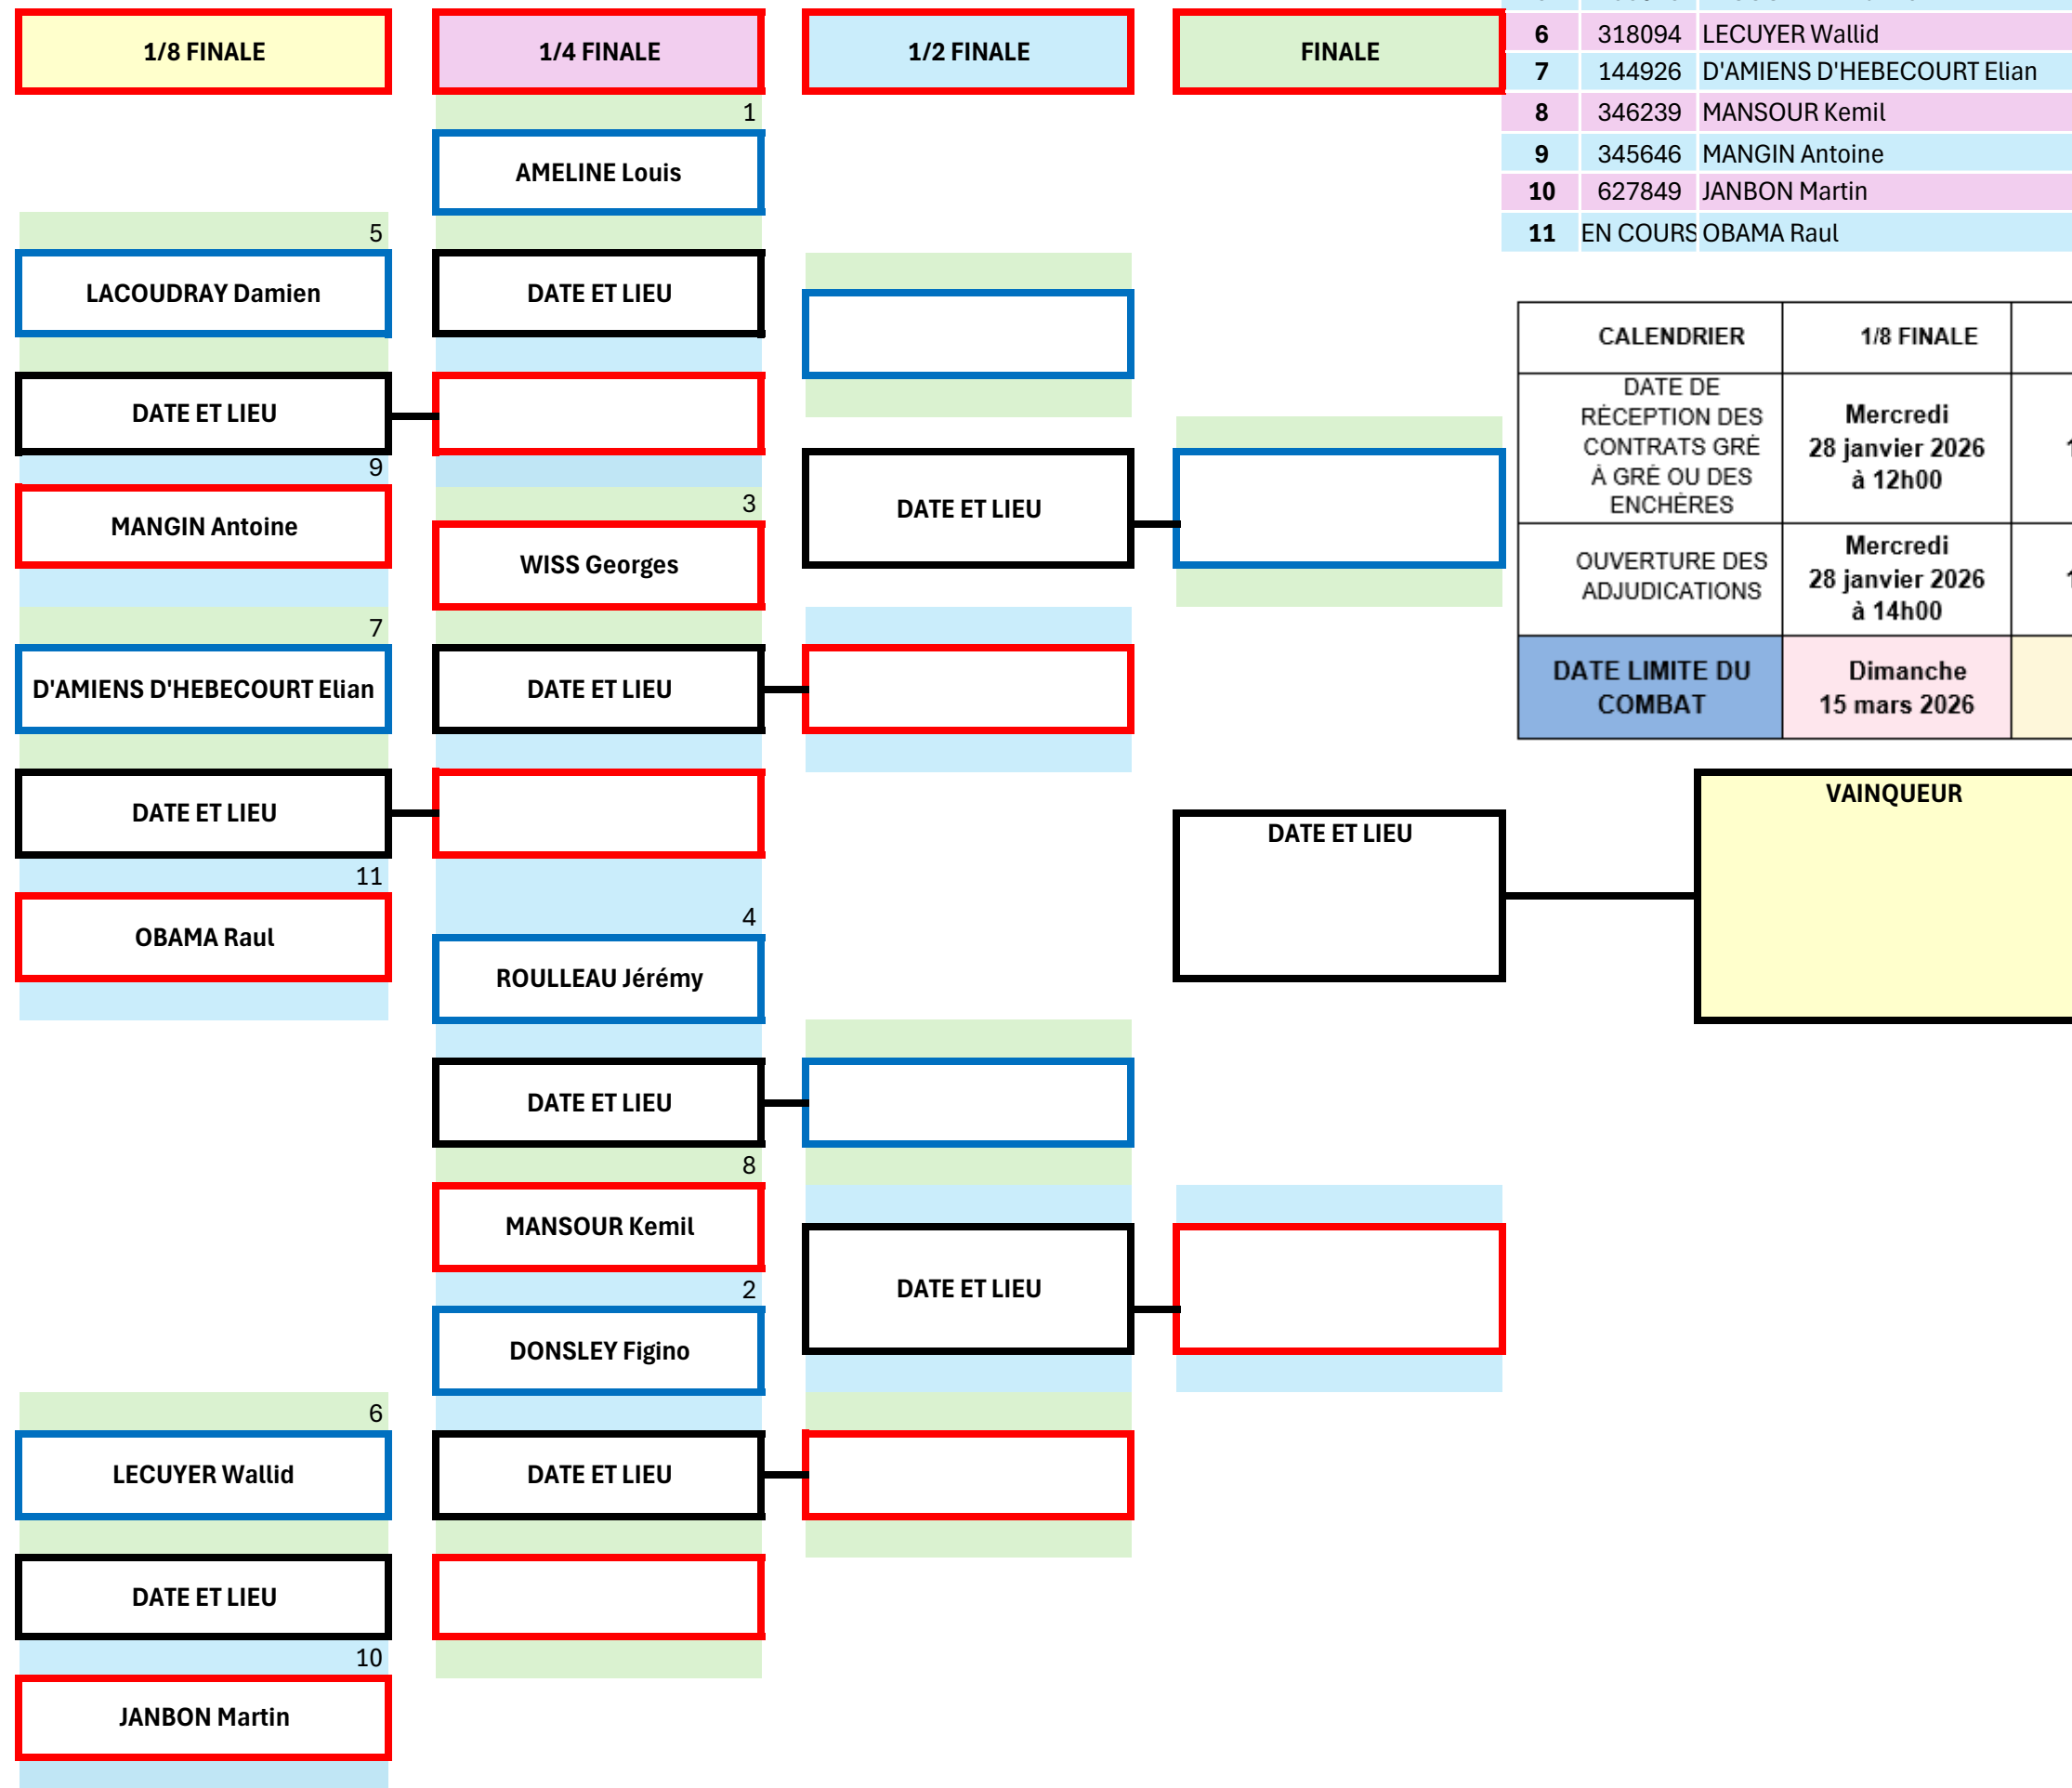 1/8 FINALE
1/4 FINALE
1/2 FINALE
FINALE
6 318094 LECUYER Wallid
7 144926 D'AMIENS D'HEBECOURT Elian
8 346239 MANSOUR Kemil
9 345646 MANGIN Antoine
10 627849 JANBON Martin
11 EN COURS OBAMA Raul
1
AMELINE Louis
5
LACOUDRAY Damien
DATE ET LIEU
DATE ET LIEU
9
MANGIN Antoine
3
WISS Georges
DATE ET LIEU
7
D'AMIENS D'HEBECOURT Elian
DATE ET LIEU
DATE ET LIEU
11
OBAMA Raul
4
ROULLEAU Jérémy
DATE ET LIEU
8
MANSOUR Kemil
2
DONSLEY Figino
DATE ET LIEU
6
LECUYER Wallid
DATE ET LIEU
DATE ET LIEU
10
JANBON Martin
CALENDRIER
1/8 FINALE
DATE DE
RÉCEPTION DES
CONTRATS GRÉ
À GRÉ OU DES
ENCHÈRES
Mercredi
28 janvier 2026
à 12h00
OUVERTURE DES
ADJUDICATIONS
Mercredi
28 janvier 2026
à 14h00
DATE LIMITE DU
COMBAT
Dimanche
15 mars 2026
DATE ET LIEU
VAINQUEUR